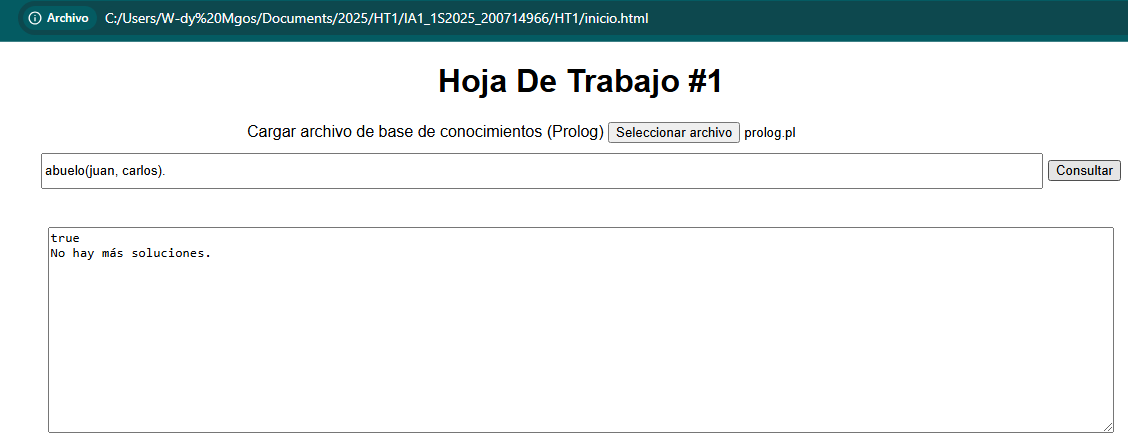 Archivo C:/Users/W-dy%20Mgos/Documents/2025/HT1/IA1_1S2025_200714966/HT1/inicio.html
Hoja De Trabajo #1
Cargar archivo de base de conocimientos (Prolog) Seleccionar archivo prolog.pl
abuelo(juan, carlos). Consultar
true
No hay más soluciones.